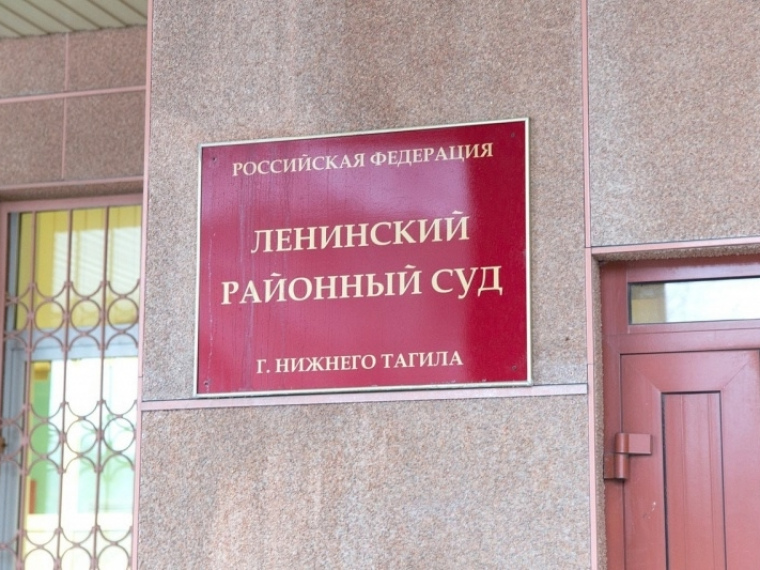 РОССИЙСКАЯ ФЕДЕРАЦИЯ
ЛЕНИНСКИЙ
РАЙОННЫЙ СУД
Г. НИЖНЕГО ТАГИЛА